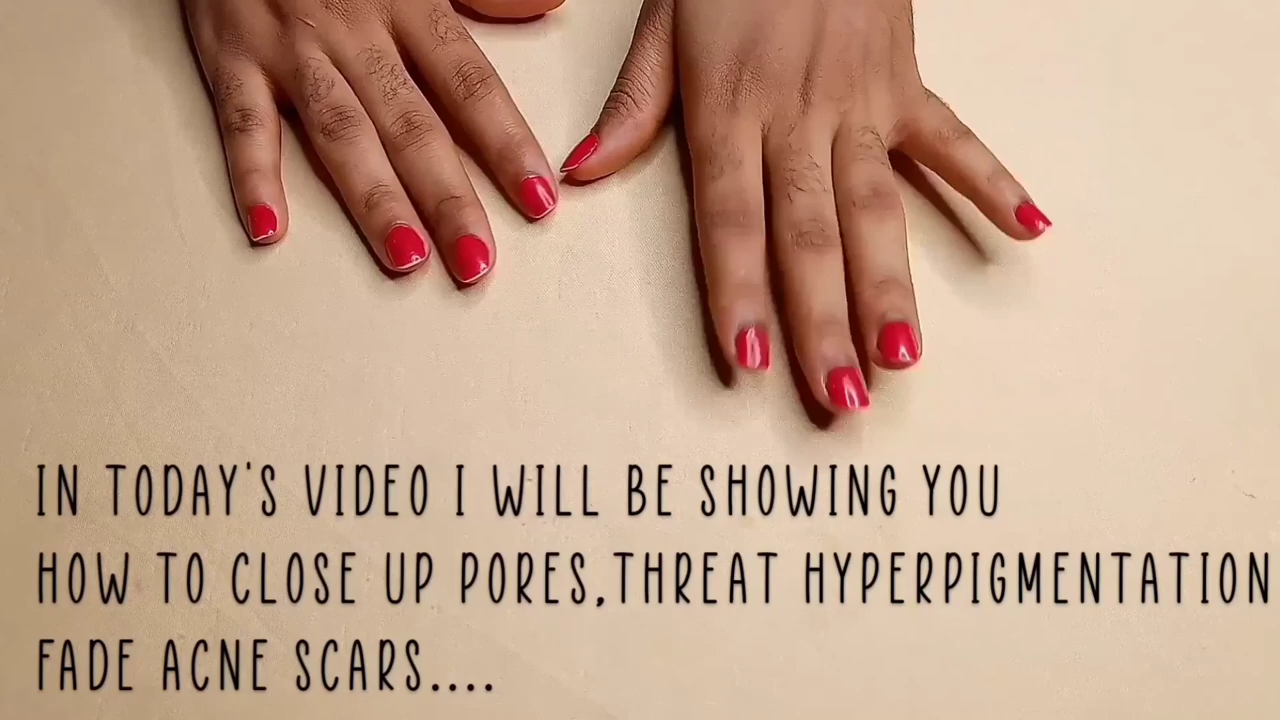 IN TODAY'S VIDEO I WILL BE SHOWING YOU
HOW TO CLOSE UP PORES,THREAT HYPERPIGMENTATION
FADE ACNE SCARS....